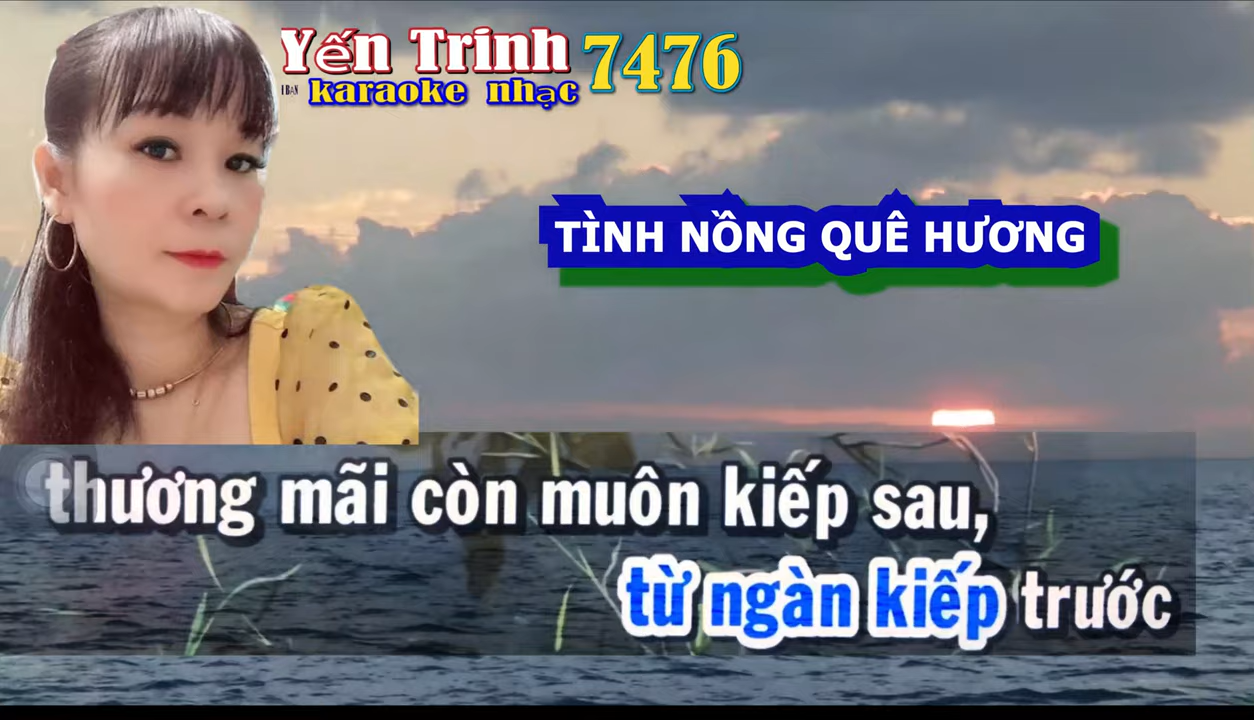 Yến Trinh 7476
karaoke nhạc
TÌNH NỒNG QUÊ HƯƠNG
thương mãi còn muôn kiếp sau,
từ ngàn kiếp trước